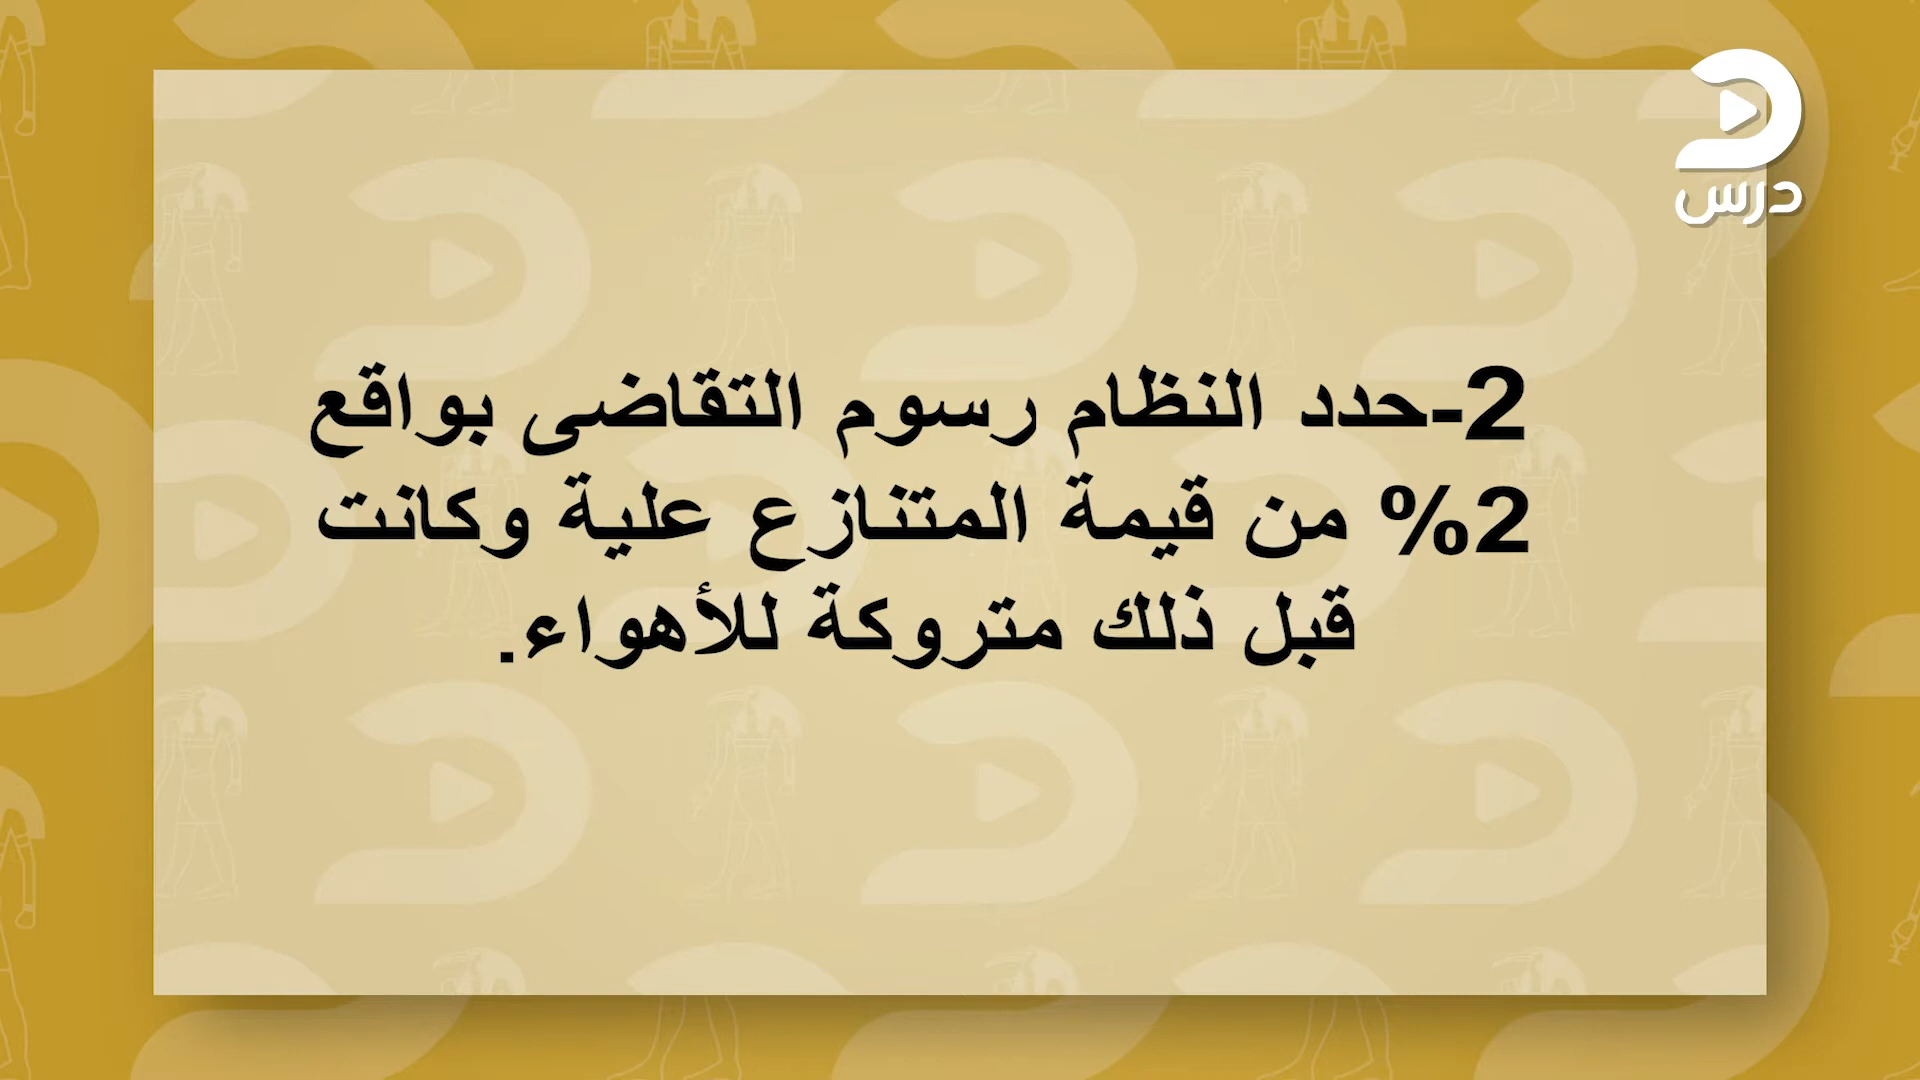 درس
2-حدد النظام رسوم التقاضى بواقع
2% من قيمة المتنازع علية وكانت
قبل ذلك متروكة للأهواء.